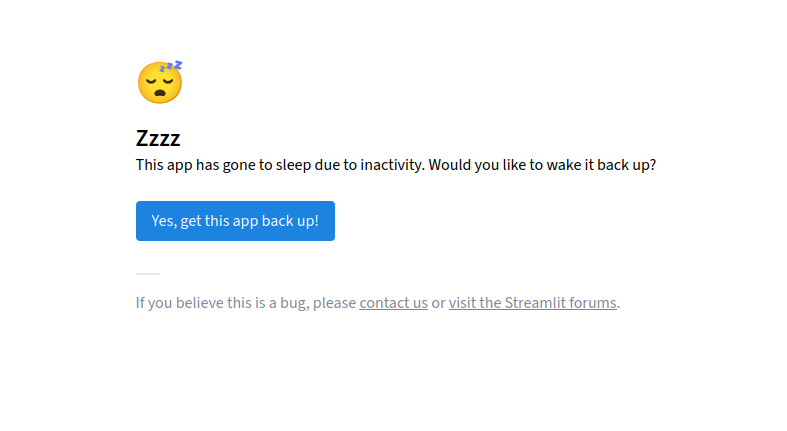 Zzzz
This app has gone to sleep due to inactivity. Would you like to wake it back up?
Yes, get this app back up!
If you believe this is a bug, please contact us or visit the Streamlit forums.